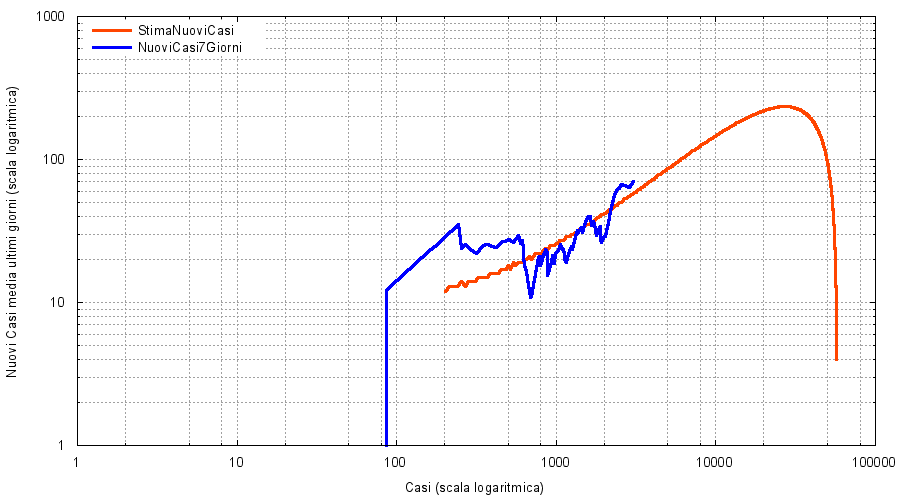 1000
StimaNuoviCasi
NuoviCasi7Giorni
100
Nuovi Casi media ultimi giorni (scala logaritmica)
10
1
1 10 100 1000 10000 100000
Casi (scala logaritmica)